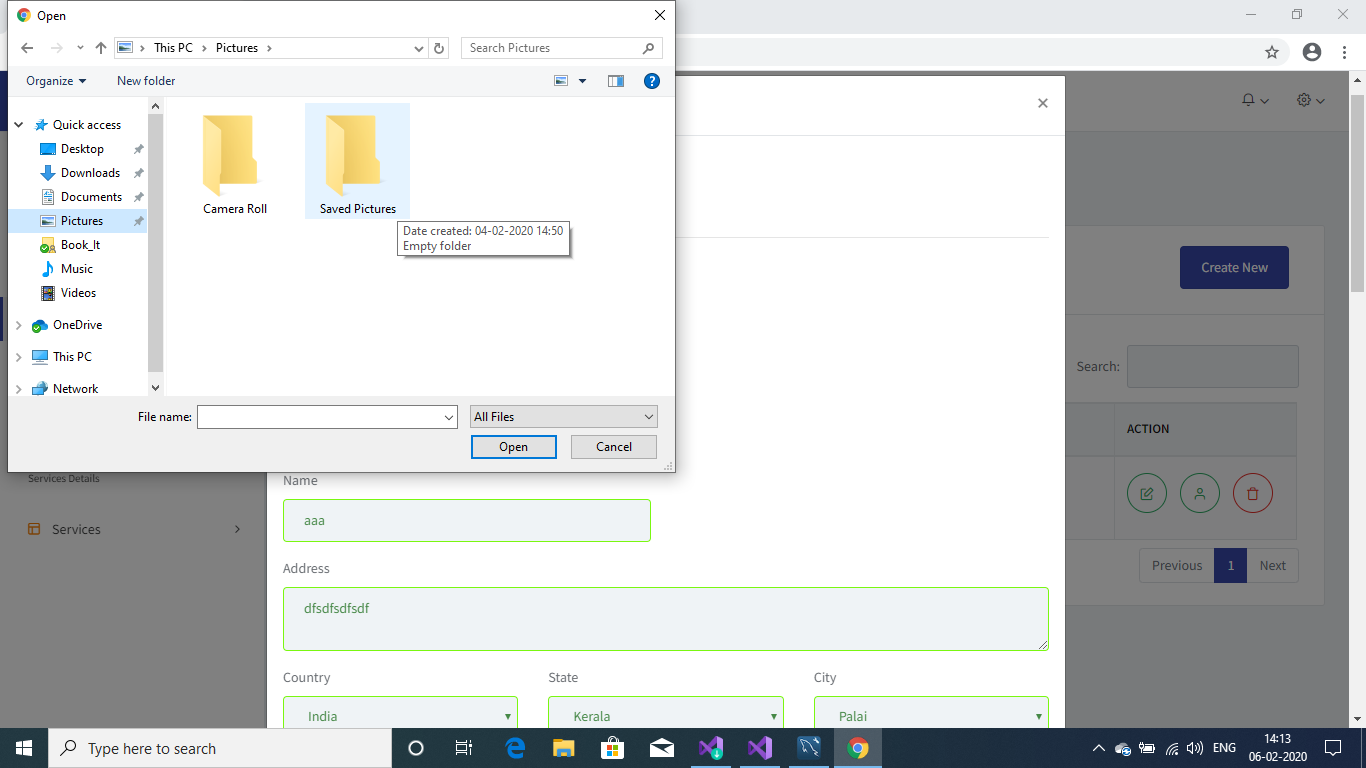 Open
This PC
Pictures
Search Pictures
Organize
New folder
Quick access
Desktop
Downloads
Documents
Pictures
Book_It
Music
Videos
OneDrive
This PC
Network
Camera Roll
Saved Pictures
Date created: 04-02-2020 14:50
Empty folder
File name:
All Files
Open
Cancel
Create New
Search:
ACTION
Previous
1
Next
Services Details
Services
Name
aaa
Address
dfsdfsdfsdf
Country
State
City
India
Kerala
Palai
Type here to search
ENG
14:13
06-02-2020